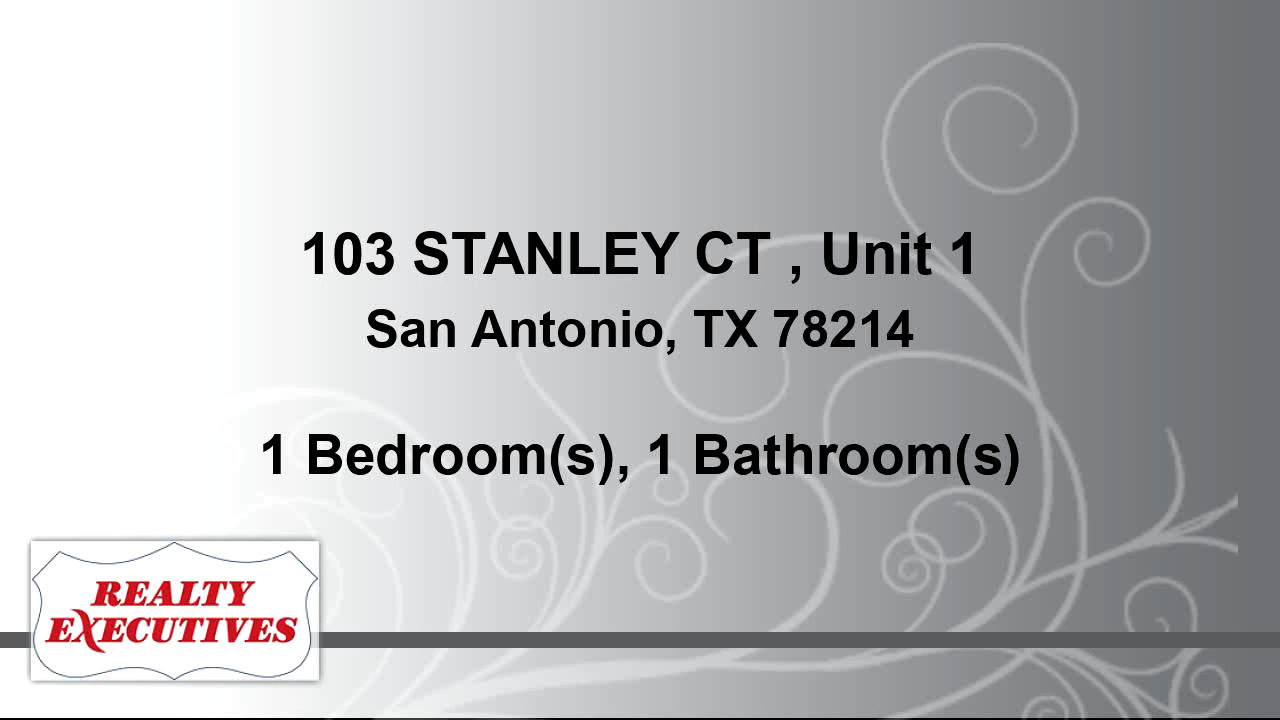 103 STANLEY CT , Unit 1
San Antonio, TX 78214
1 Bedroom(s), 1 Bathroom(s)
REALTY
EXECUTIVES